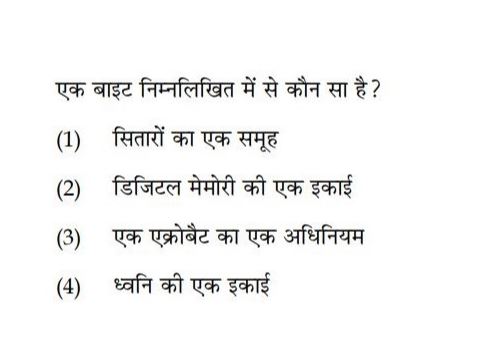 एक बाइट निम्नलिखित में से कौन सा है?
(1) सितारों का एक समूह
(2) डिजिटल मेमोरी की एक इकाई
(3) एक एक्रोबैट का एक अधिनियम
(4) ध्वनि की एक इकाई